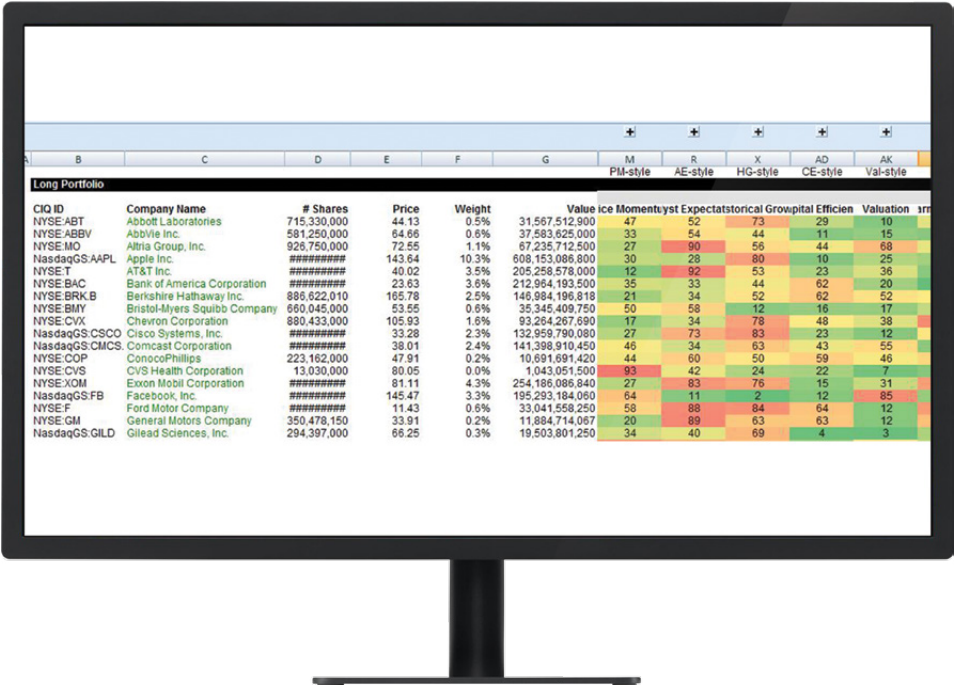 + + + + +
A B C D E F G M R X AD AK
PM-style AE-style HG-style CE-style Val-style
Long Portfolio
CIQ ID Company Name # Shares Price Weight Value ice Momentu yst Expectat storical Grow pital Efficien Valuation arn
NYSE:ABT Abbott Laboratories 715,330,000 44.13 0.5% 31,567,512,900 47 52 73 29 10
NYSE:ABBV AbbVie Inc. 581,250,000 64.66 0.6% 37,583,625,000 33 54 44 11 15
NYSE:MO Altria Group, Inc. 926,750,000 72.55 1.1% 67,235,712,500 27 90 56 44 68
NasdaqGS:AAPL Apple Inc. ######### 143.64 10.3% 608,153,086,800 30 28 80 10 25
NYSE:T AT&T Inc. ######### 40.02 3.5% 205,258,578,000 12 92 53 23 36
NYSE:BAC Bank of America Corporation ######### 23.63 3.6% 212,964,193,500 35 33 44 62 20
NYSE:BRK.B Berkshire Hathaway Inc. 886,622,010 165.78 2.5% 146,984,196,818 21 34 52 62 52
NYSE:BMY Bristol-Myers Squibb Company 660,045,000 53.55 0.6% 35,345,409,750 50 58 12 16 17
NYSE:CVX Chevron Corporation 880,433,000 105.93 1.6% 93,264,267,690 17 34 78 48 38
NasdaqGS:CSCO Cisco Systems, Inc. ######### 33.28 2.3% 132,959,790,080 27 73 83 23 12
NasdaqGS:CMCS. Comcast Corporation ######### 38.01 2.4% 141,398,910,450 46 34 63 43 55
NYSE:COP ConocoPhillips 223,162,000 47.91 0.2% 10,691,691,420 44 60 50 59 46
NYSE:CVS CVS Health Corporation 13,030,000 80.05 0.0% 1,043,051,500 93 42 24 22 7
NYSE:XOM Exxon Mobil Corporation ######### 81.11 4.3% 254,186,086,840 27 83 76 15 31
NasdaqGS:FB Facebook, Inc. ######### 145.47 3.3% 195,293,184,060 64 11 2 12 85
NYSE:F Ford Motor Company ######### 11.43 0.6% 33,041,558,250 58 88 84 64 12
NYSE:GM General Motors Company 350,478,150 33.91 0.2% 11,884,714,067 20 89 63 63 12
NasdaqGS:GILD Gilead Sciences, Inc. 294,397,000 66.25 0.3% 19,503,801,250 34 40 69 4 3